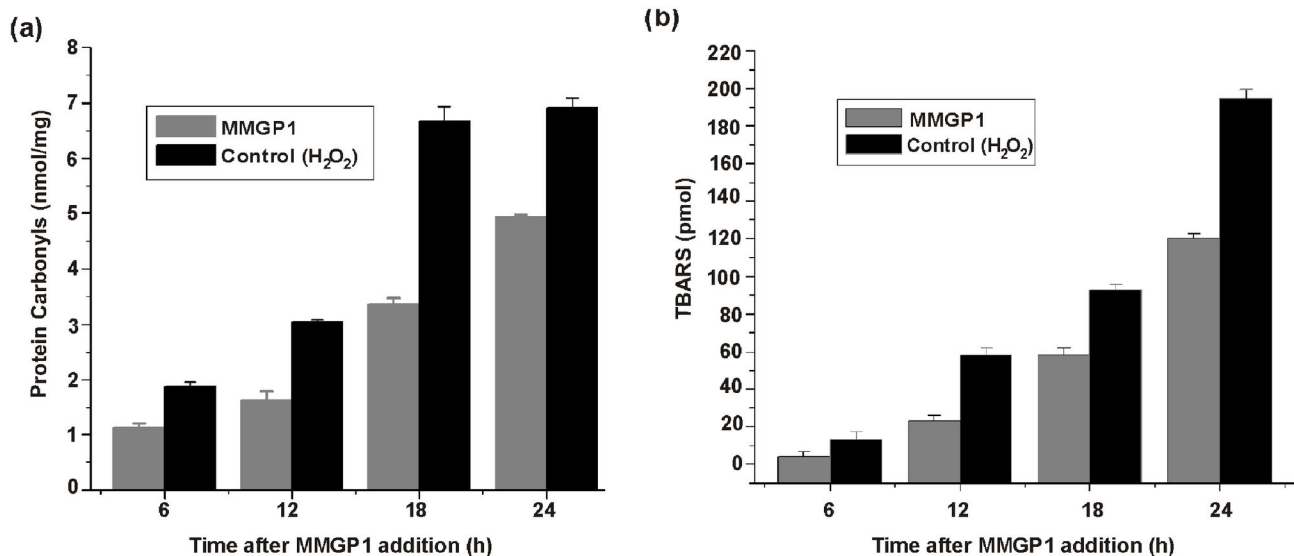 (a)
8
7
6
5
4
3
2
1
0
Protein Carbonyls (nmol/mg)
MMGP1
Control (H₂O₂)
6 12 18 24
Time after MMGP1 addition (h)
(b)
220
200
180
160
140
120
100
80
60
40
20
0
TBARS (pmol)
MMGP1
Control (H₂O₂)
6 12 18 24
Time after MMGP1 addition (h)